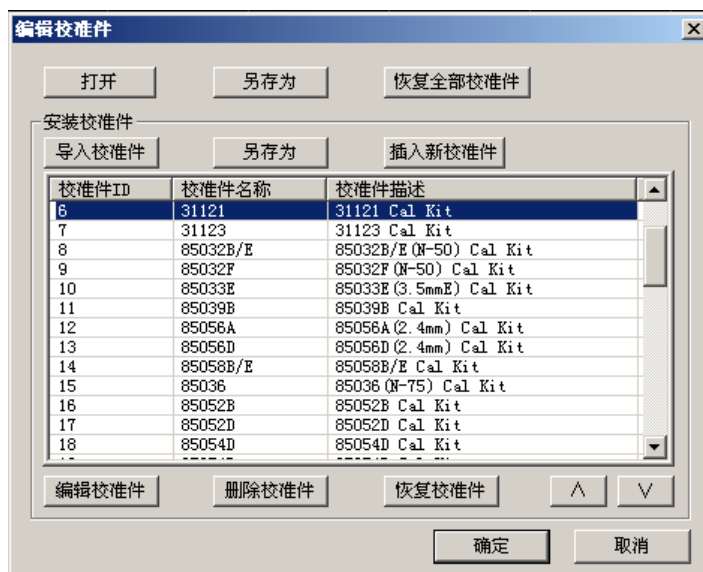 编辑校准件
打开 另存为 恢复全部校准件
安装校准件
导入校准件 另存为 插入新校准件
校准件ID 校准件名称 校准件描述
6 31121 31121 Cal Kit
7 31123 31123 Cal Kit
8 85032B/E 85032B/E(N-50) Cal Kit
9 85032F 85032F(N-50) Cal Kit
10 85033E 85033E(3.5mmE) Cal Kit
11 85039B 85039B Cal Kit
12 85056A 85056A(2.4mm) Cal Kit
13 85056D 85056D(2.4mm) Cal Kit
14 85058B/E 85058B/E Cal Kit
15 85036 85036(N-75) Cal Kit
16 85052B 85052B Cal Kit
17 85052D 85052D Cal Kit
18 85054D 85054D Cal Kit
编辑校准件 删除校准件 恢复校准件 ∧ ∨
确定 取消